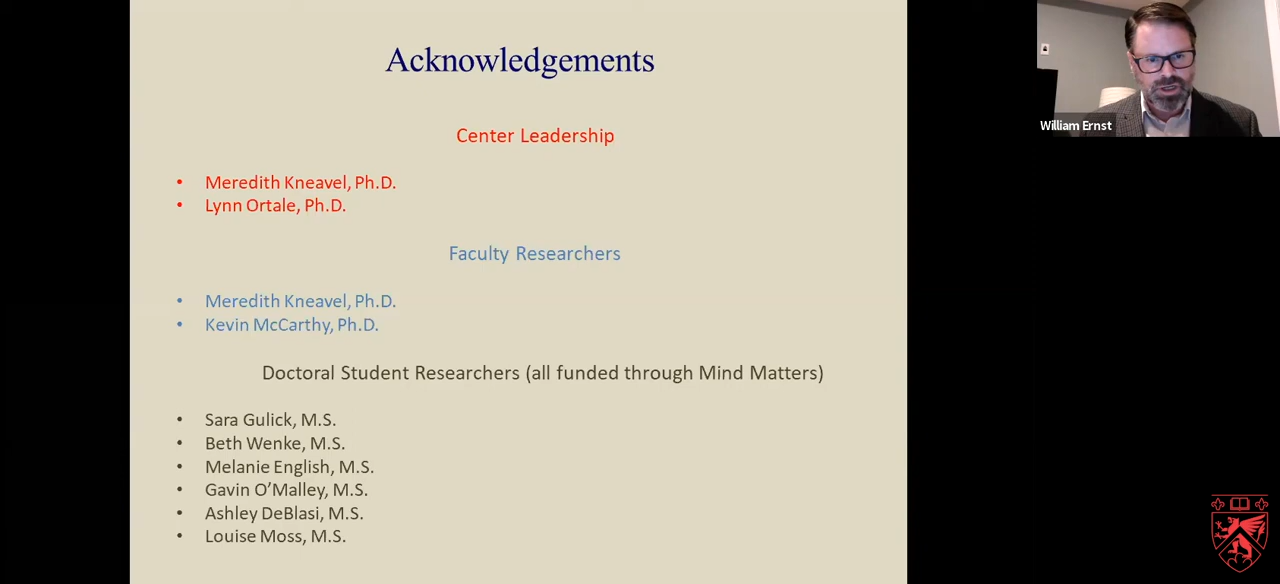 Acknowledgements
Center Leadership
• Meredith Kneavel, Ph.D.
• Lynn Ortale, Ph.D.
Faculty Researchers
• Meredith Kneavel, Ph.D.
• Kevin McCarthy, Ph.D.
Doctoral Student Researchers (all funded through Mind Matters)
• Sara Gulick, M.S.
• Beth Wenke, M.S.
• Melanie English, M.S.
• Gavin O’Malley, M.S.
• Ashley DeBlasi, M.S.
• Louise Moss, M.S.
William Ernst